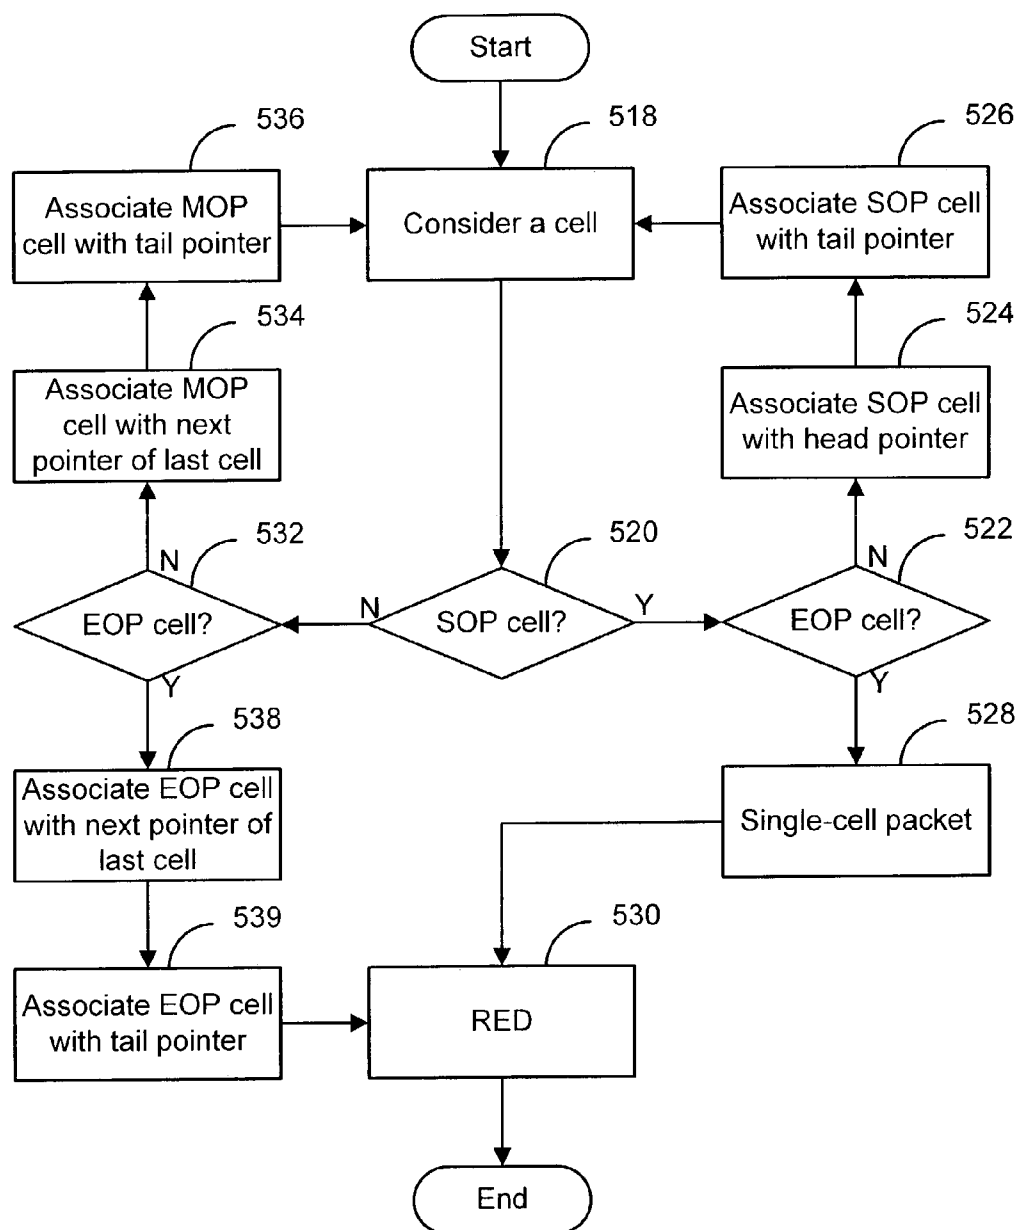 Start
536
518
526
Associate MOP
cell with tail pointer
Consider a cell
Associate SOP cell
with tail pointer
534
524
Associate MOP
cell with next
pointer of last cell
Associate SOP cell
with head pointer
532
520
522
N
N
EOP cell?
N
SOP cell?
Y
EOP cell?
Y
Y
538
528
Associate EOP cell
with next pointer of
last cell
Single-cell packet
539
530
Associate EOP cell
with tail pointer
RED
End